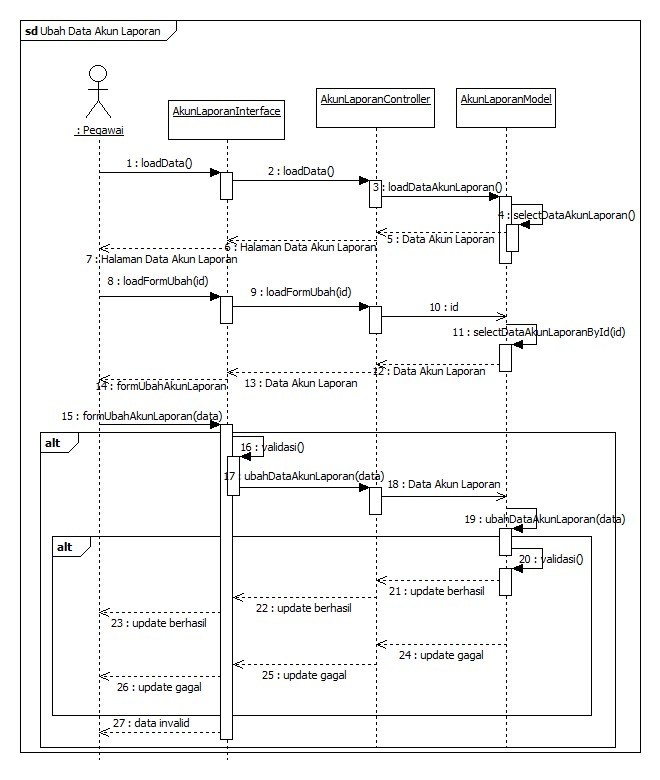 sd Ubah Data Akun Laporan
: Pegawai
AkunLaporanInterface
AkunLaporanController
AkunLaporanModel
1 : loadData()
2 : loadData()
3 : loadDataAkunLaporan()
4 : selectDataAkunLaporan()
5 : Data Akun Laporan
6 : Halaman Data Akun Laporan
7 : Halaman Data Akun Laporan
8 : loadFormUbah(id)
9 : loadFormUbah(id)
10 : id
11 : selectDataAkunLaporanById(id)
12 : Data Akun Laporan
13 : Data Akun Laporan
14 : formUbahAkunLaporan
15 : formUbahAkunLaporan(data)
alt
16 : validasi()
17 : ubahDataAkunLaporan(data)
18 : Data Akun Laporan
19 : ubahDataAkunLaporan(data)
alt
20 : validasi()
21 : update berhasil
22 : update berhasil
23 : update berhasil
24 : update gagal
25 : update gagal
26 : update gagal
27 : data invalid